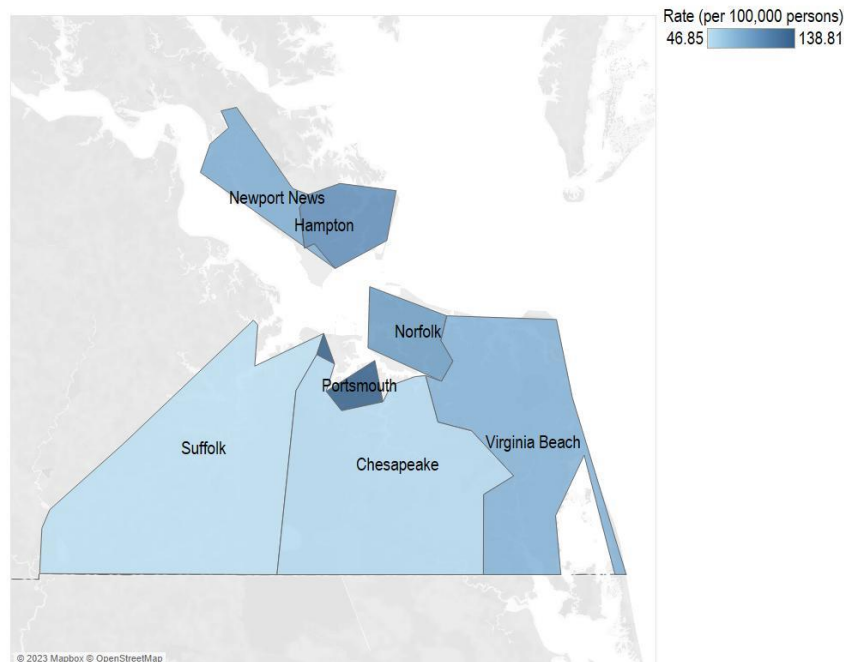 Rate (per 100,000 persons)
46.85 138.81
Newport News
Hampton
Norfolk
Portsmouth
Virginia Beach
Suffolk
Chesapeake
© 2023 Mapbox © OpenStreetMap